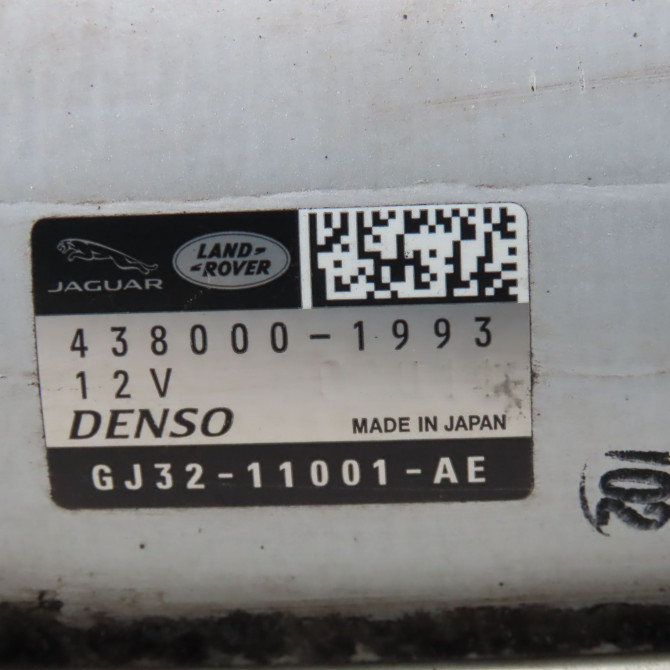 JAGUAR
LAND-
-ROVER
438000-1993
12V
DENSO
MADE IN JAPAN
GJ32-11001-AE